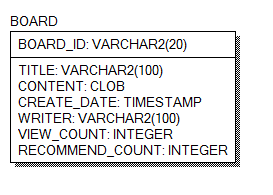 BOARD
BOARD_ID: VARCHAR2(20)
TITLE: VARCHAR2(100)
CONTENT: CLOB
CREATE_DATE: TIMESTAMP
WRITER: VARCHAR2(100)
VIEW_COUNT: INTEGER
RECOMMEND_COUNT: INTEGER